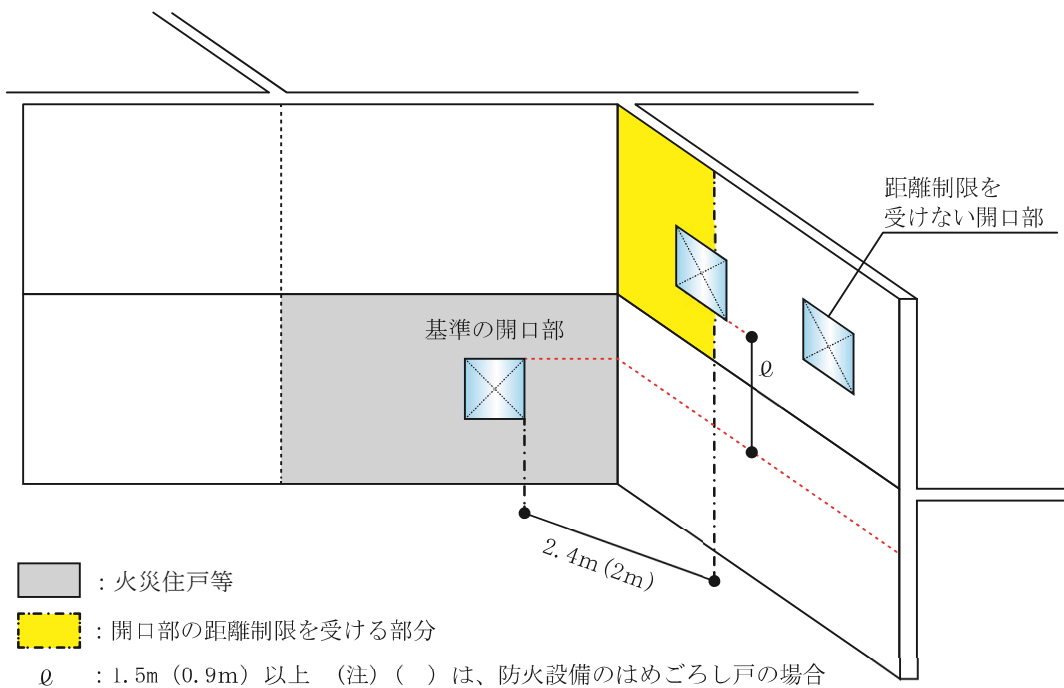 距離制限を
受けない開口部
基準の開口部
ℓ
2.4m(2m)
：火災住戸等
：開口部の距離制限を受ける部分
ℓ ：1.5m（0.9m）以上 （注）（ ）は、防火設備のはめごろし戸の場合